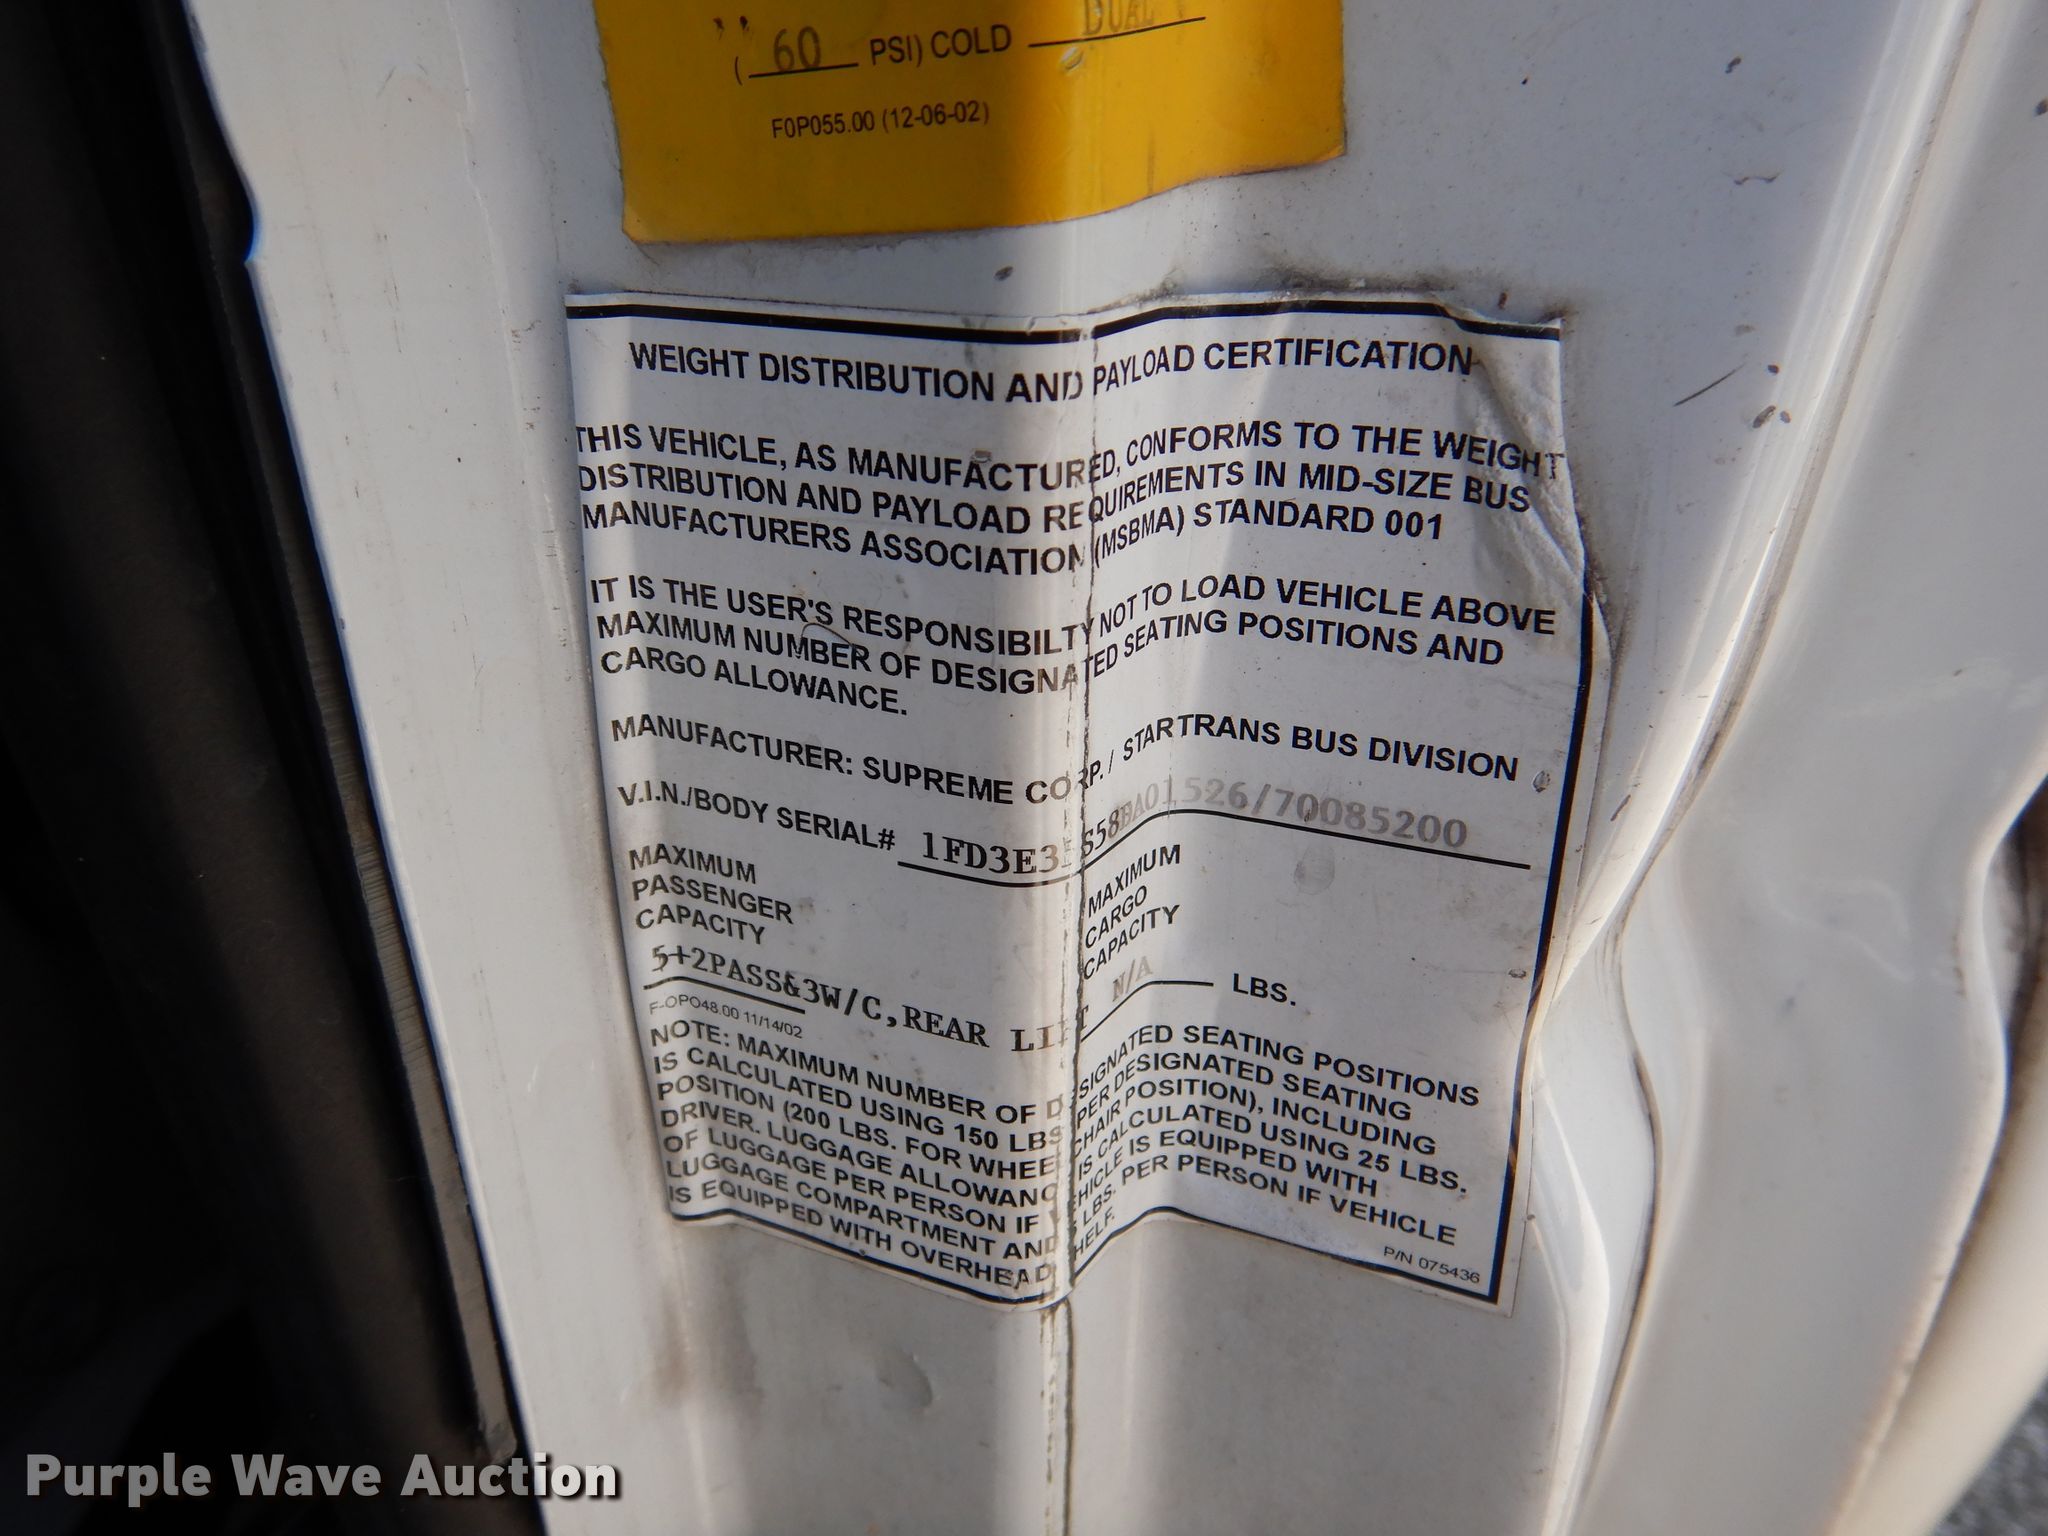 ( 60 PSI) COLD DUAL
F0P055.00 (12-06-02)
WEIGHT DISTRIBUTION AND PAYLOAD CERTIFICATION
THIS VEHICLE, AS MANUFACTURED, CONFORMS TO THE WEIGHT
DISTRIBUTION AND PAYLOAD REQUIREMENTS IN MID-SIZE BUS
MANUFACTURERS ASSOCIATION (MSBMA) STANDARD 001
IT IS THE USER'S RESPONSIBILTY NOT TO LOAD VEHICLE ABOVE
MAXIMUM NUMBER OF DESIGNATED SEATING POSITIONS AND
CARGO ALLOWANCE.
MANUFACTURER: SUPREME CORP./ STARTRANS BUS DIVISION
V.I.N./BODY SERIAL#
MAXIMUM
PASSENGER
CAPACITY
5+2PASS&3W/C, REAR LIFT
MAXIMUM
CARGO
CAPACITY
N/A LBS.
F-OPO48.00 11/14/02
NOTE: MAXIMUM NUMBER OF DESIGNATED SEATING POSITIONS
IS CALCULATED USING 150 LBS PER DESIGNATED SEATING
POSITION (200 LBS. FOR WHEELCHAIR POSITION), INCLUDING
DRIVER. LUGGAGE ALLOWANCE IS CALCULATED USING 25 LBS.
OF LUGGAGE PER PERSON IF VEHICLE IS EQUIPPED WITH
LUGGAGE COMPARTMENT AND LBS. PER PERSON IF VEHICLE
IS EQUIPPED WITH OVERHEAD SHELF.
P/N 075436
Purple Wave Auction